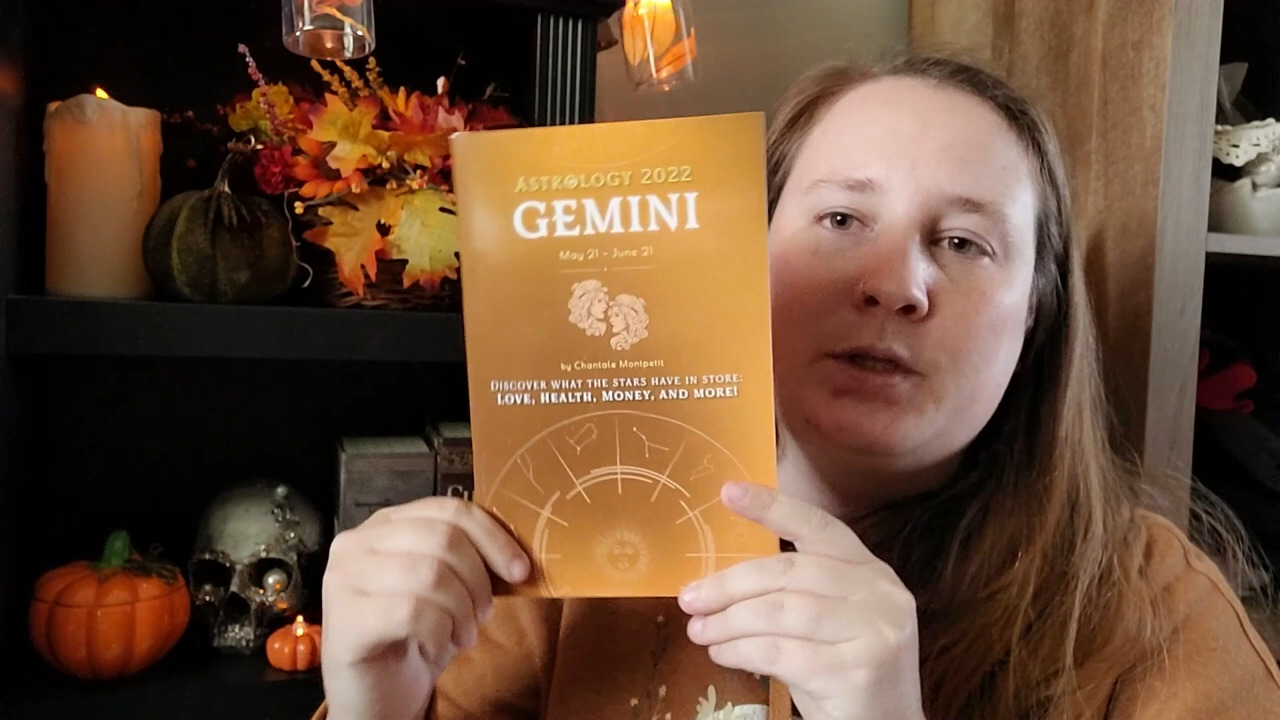 ASTROLOGY 2022
GEMINI
May 21 - June 21
by Chantale Montpetit
DISCOVER WHAT THE STARS HAVE IN STORE:
LOVE, HEALTH, MONEY, AND MORE!